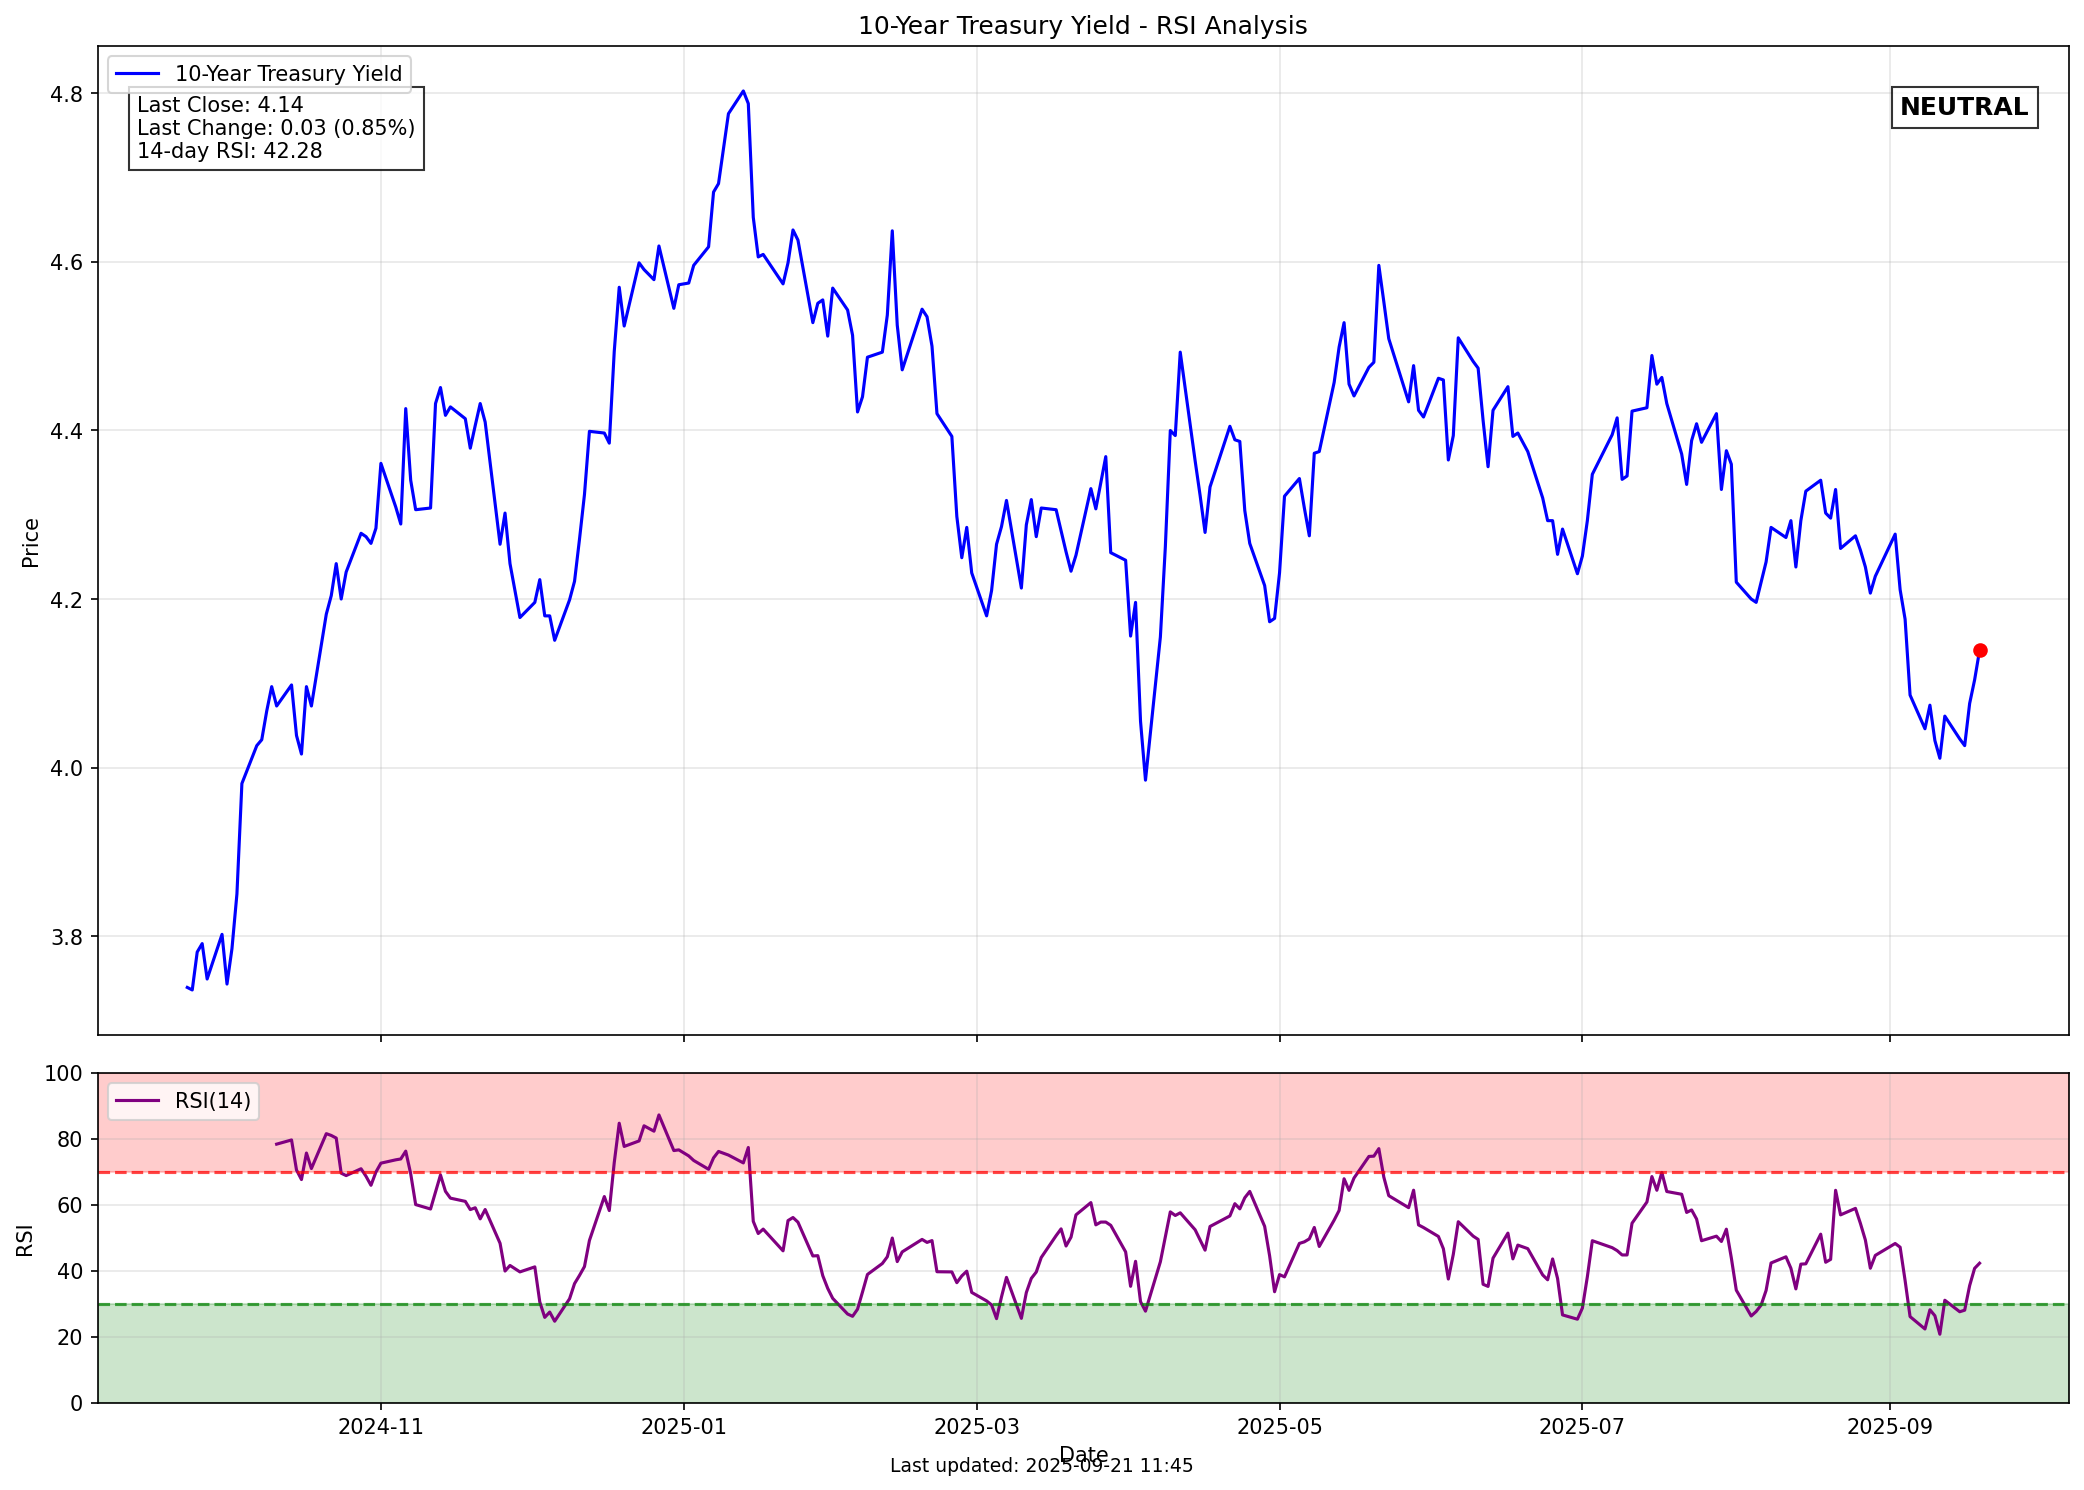 10-Year Treasury Yield - RSI Analysis
10-Year Treasury Yield
Last Close: 4.14
Last Change: 0.03 (0.85%)
14-day RSI: 42.28
NEUTRAL
Price
4.8
4.6
4.4
4.2
4.0
3.8
RSI(14)
RSI
100
80
60
40
20
0
2024-11
2025-01
2025-03
2025-05
2025-07
2025-09
Date
Last updated: 2025-09-21 11:45